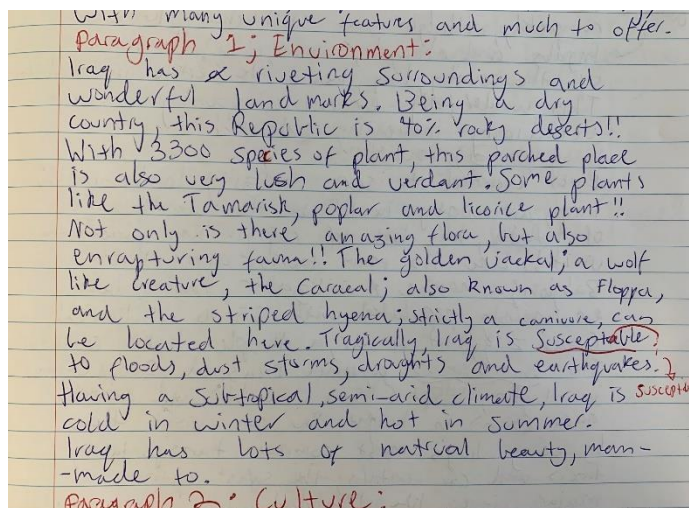 with many unique features and much to offer.
Paragraph 1; Environment:
Iraq has a riveting surroundings and
wonderful landmarks. Being a dry
country, this Republic is 40% rocky deserts!!
With 3300 species of plant, this parched place
is also very lush and verdant. Some plants
like the Tamarisk, poplar and licorice plant!!
Not only is there amazing flora, but also
enrapturing fauna!! The golden jackal; a wolf
like creature, the Caracal; also known as Floppa,
and the striped hyena; strictly a carnivore, can
be located here. Tragically, Iraq is Susceptable
to floods, dust storms, droughts and earthquakes.
Having a Subtropical, semi-arid climate, Iraq is
cold in winter and hot in summer.
Iraq has lots of natrual beauty, man-
-made to.
Paragraph 2: Culture: